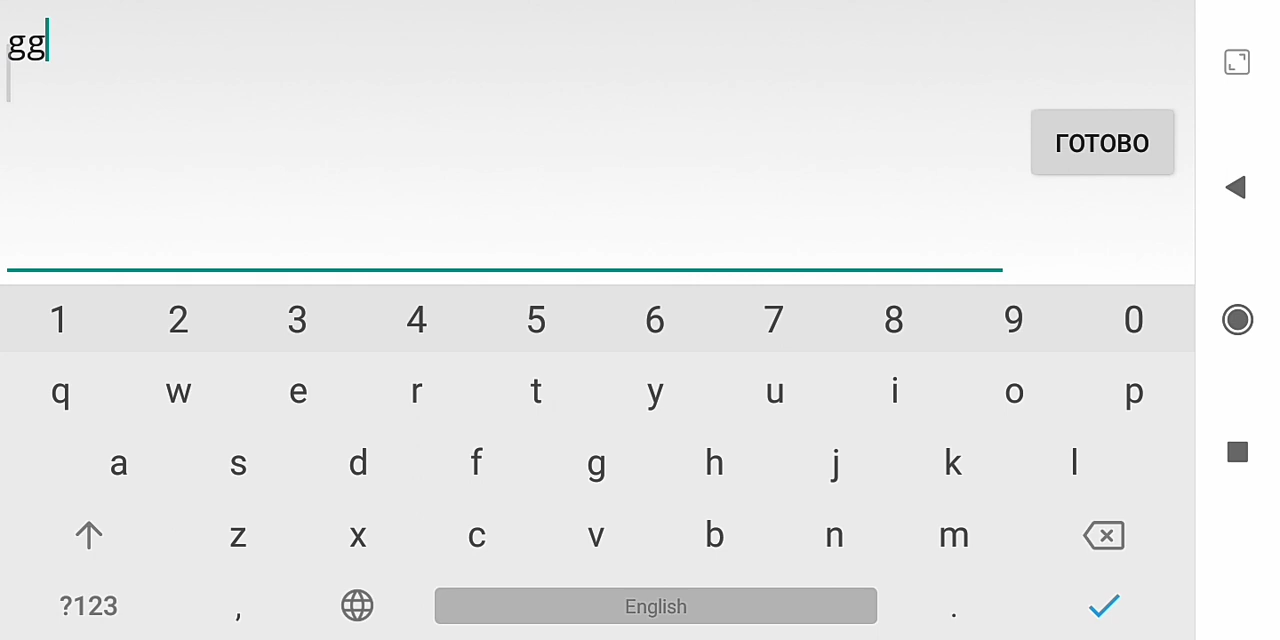 gg
ГОТОВО
1 2 3 4 5 6 7 8 9 0
q w e r t y u i o p
a s d f g h j k l
z x c v b n m
?123 , English .